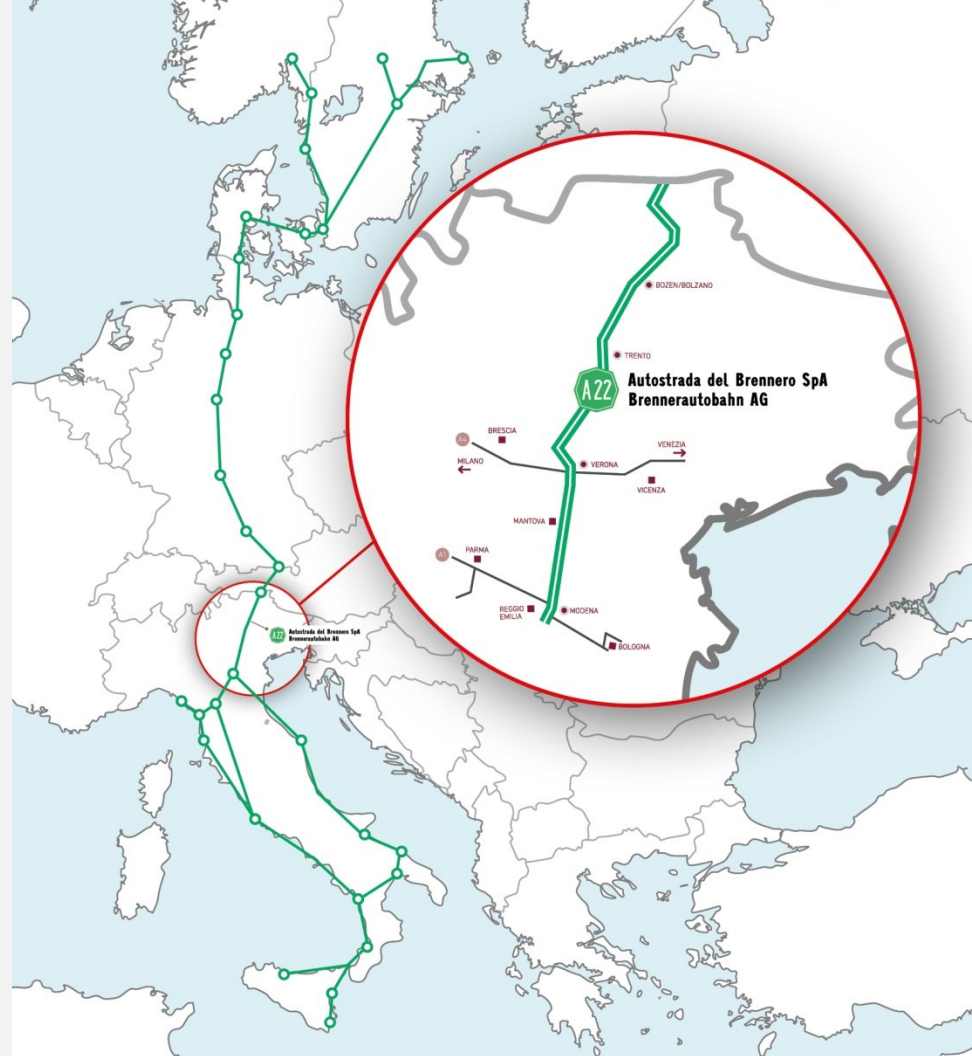 BOZEN/BOLZANO
TRENTO
A22
Autostrada del Brennero SpA
Brennerautobahn AG
BRESCIA
A4
MILANO
VENEZIA
VERONA
VICENZA
MANTOVA
A1
PARMA
REGGIO
EMILIA
MODENA
BOLOGNA
A22
Autostrada del Brennero SpA
Brennerautobahn AG